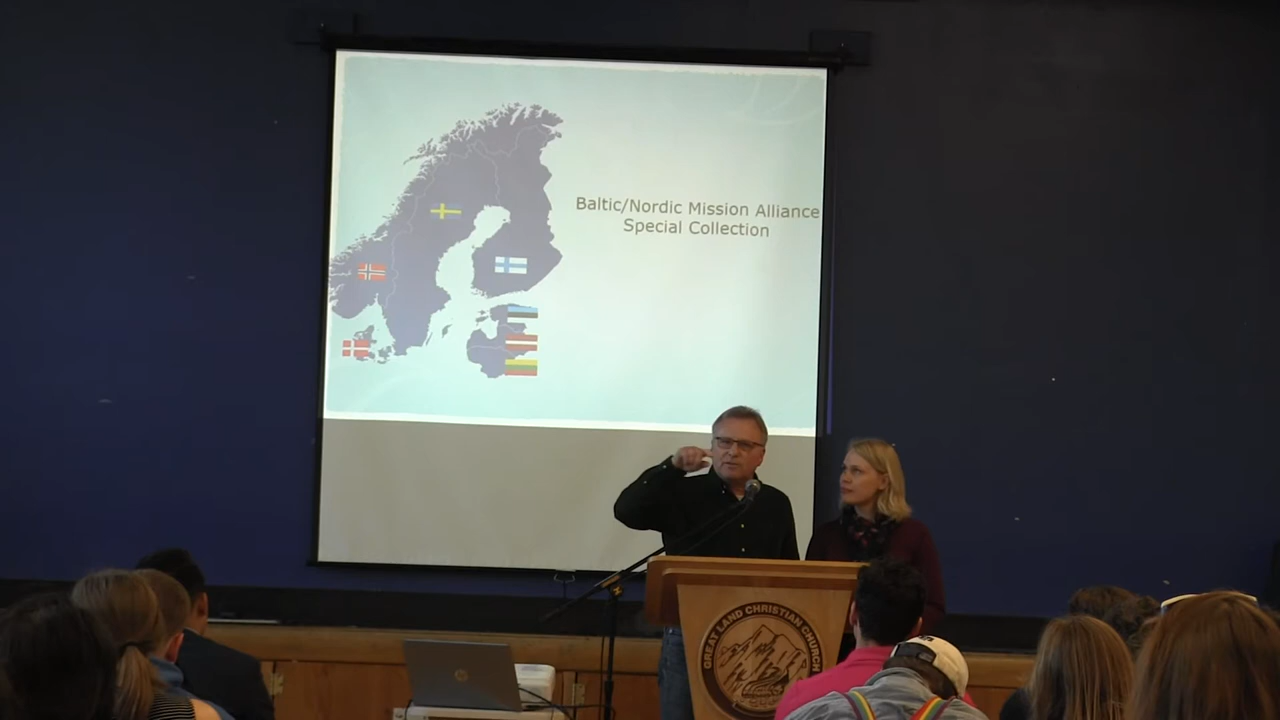 Baltic/Nordic Mission Alliance
Special Collection
GREAT LAND CHRISTIAN CHURCH